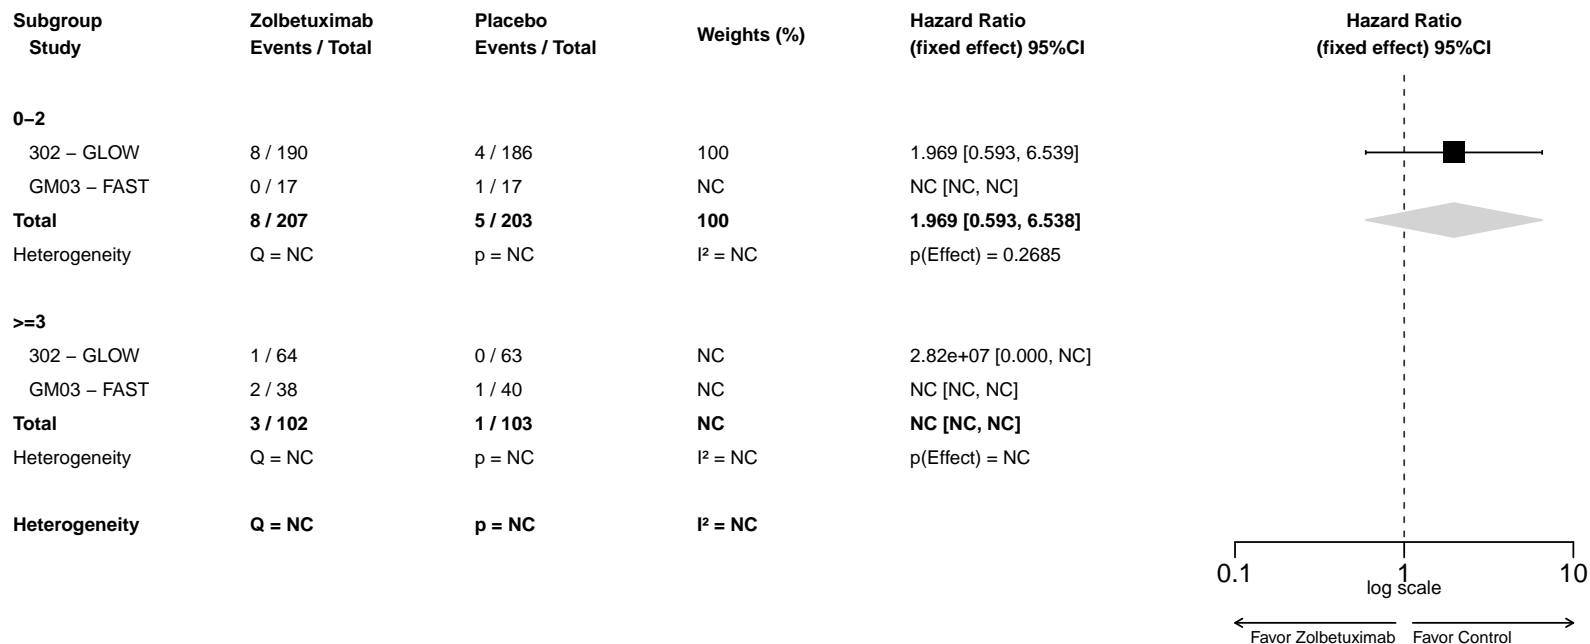 Subgroup Zolbetuximab Placebo Weights (%) Hazard Ratio Hazard Ratio
Study Events / Total Events / Total (fixed effect) 95%CI (fixed effect) 95%CI
0−2
302 − GLOW 8 / 190 4 / 186 100 1.969 [0.593, 6.539]
GM03 − FAST 0 / 17 1 / 17 NC NC [NC, NC]
Total 8 / 207 5 / 203 100 1.969 [0.593, 6.538]
Heterogeneity Q = NC p = NC I² = NC p(Effect) = 0.2685
>=3
302 − GLOW 1 / 64 0 / 63 NC 2.82e+07 [0.000, NC]
GM03 − FAST 2 / 38 1 / 40 NC NC [NC, NC]
Total 3 / 102 1 / 103 NC NC [NC, NC]
Heterogeneity Q = NC p = NC I² = NC p(Effect) = NC
Heterogeneity Q = NC p = NC I² = NC
0.1 1 10
log scale
Favor Zolbetuximab Favor Control